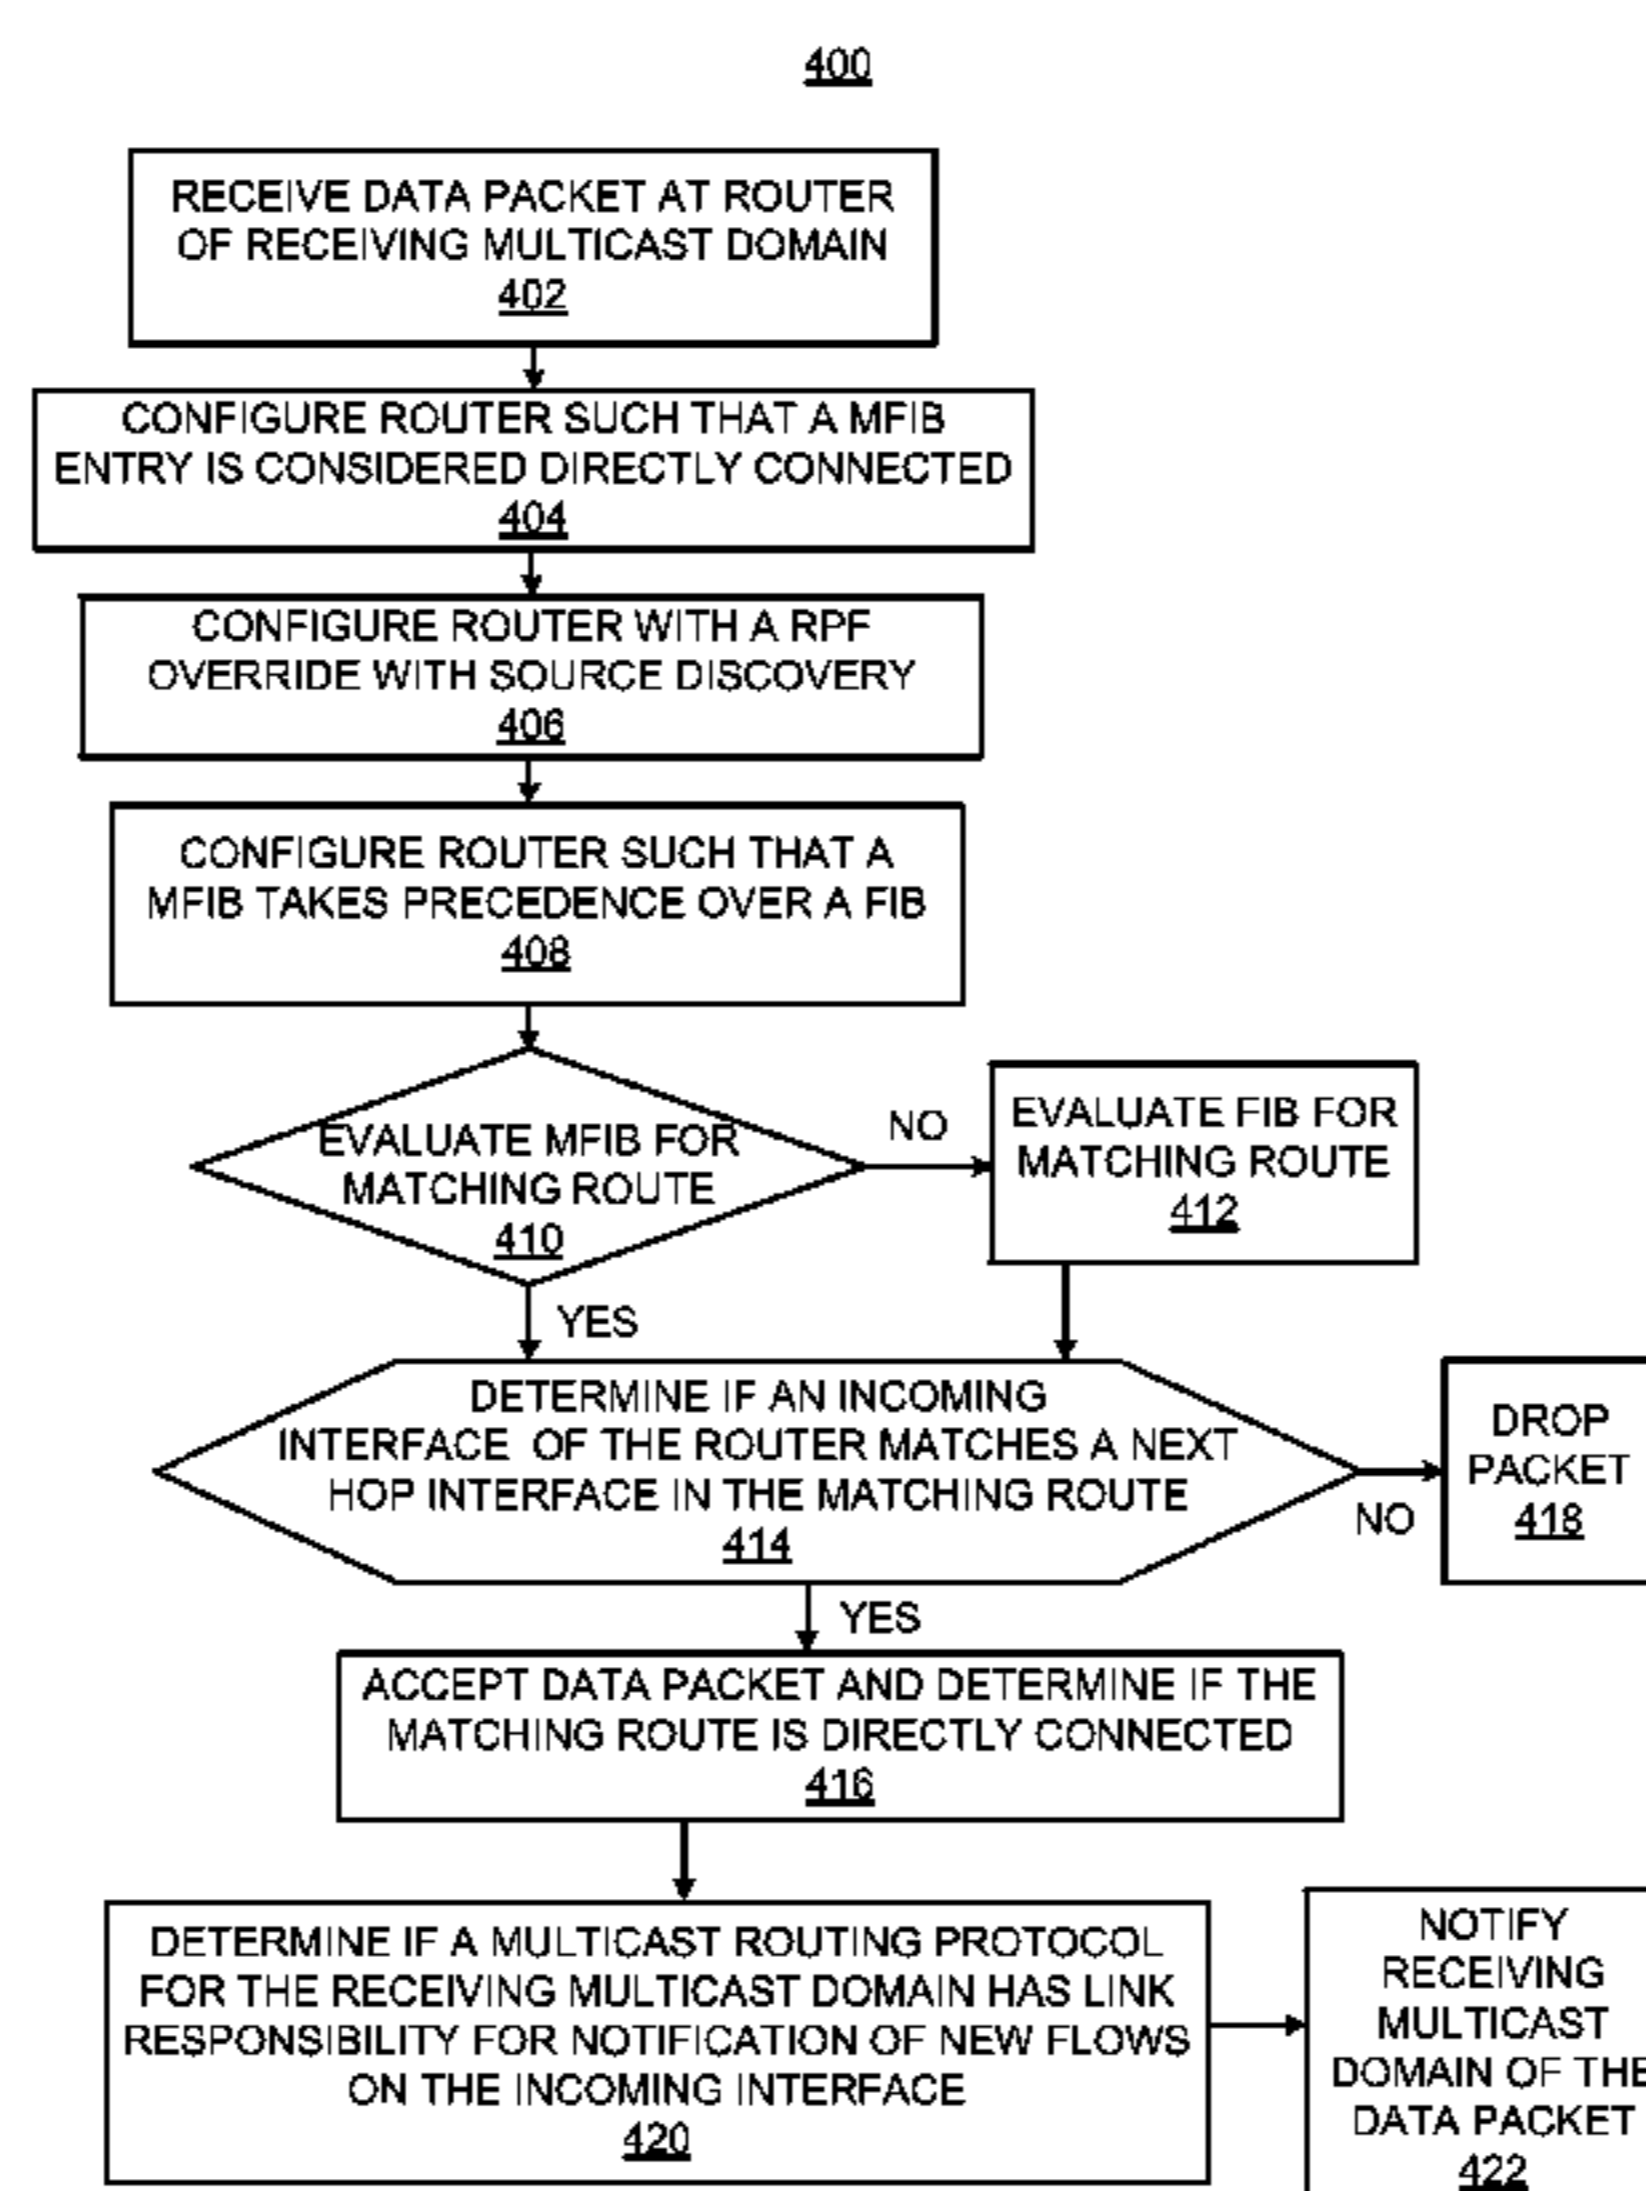 400
RECEIVE DATA PACKET AT ROUTER
OF RECEIVING MULTICAST DOMAIN
402
CONFIGURE ROUTER SUCH THAT A MFIB
ENTRY IS CONSIDERED DIRECTLY CONNECTED
404
CONFIGURE ROUTER WITH A RPF
OVERRIDE WITH SOURCE DISCOVERY
406
CONFIGURE ROUTER SUCH THAT A
MFIB TAKES PRECEDENCE OVER A FIB
408
EVALUATE MFIB FOR
MATCHING ROUTE
410
NO
EVALUATE FIB FOR
MATCHING ROUTE
412
YES
DETERMINE IF AN INCOMING
INTERFACE OF THE ROUTER MATCHES A NEXT
HOP INTERFACE IN THE MATCHING ROUTE
414
NO
DROP
PACKET
418
YES
ACCEPT DATA PACKET AND DETERMINE IF THE
MATCHING ROUTE IS DIRECTLY CONNECTED
416
DETERMINE IF A MULTICAST ROUTING PROTOCOL
FOR THE RECEIVING MULTICAST DOMAIN HAS LINK
RESPONSIBILITY FOR NOTIFICATION OF NEW FLOWS
ON THE INCOMING INTERFACE
420
NOTIFY
RECEIVING
MULTICAST
DOMAIN OF THE
DATA PACKET
422